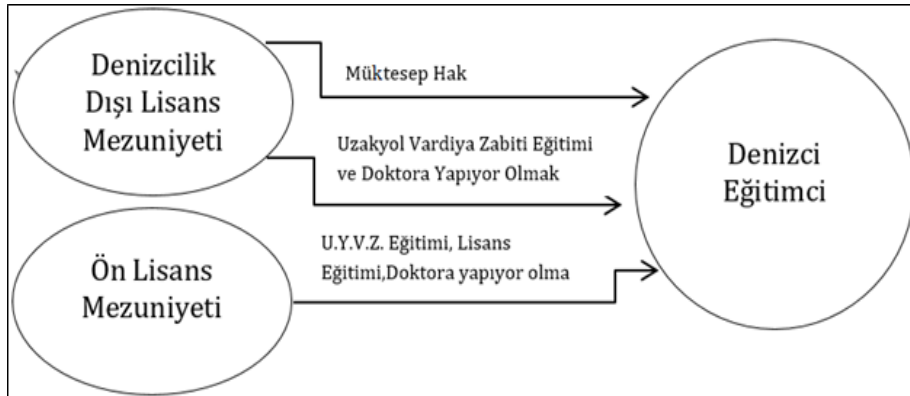 Denizcilik
Dışı Lisans
Mezuniyeti
Müktesep Hak
Uzakyol Vardiya Zabiti Eğitimi
ve Doktora Yapıyor Olmak
Denizci
Eğitimci
Ön Lisans
Mezuniyeti
U.Y.V.Z. Eğitimi, Lisans
Eğitimi,Doktora yapıyor olma